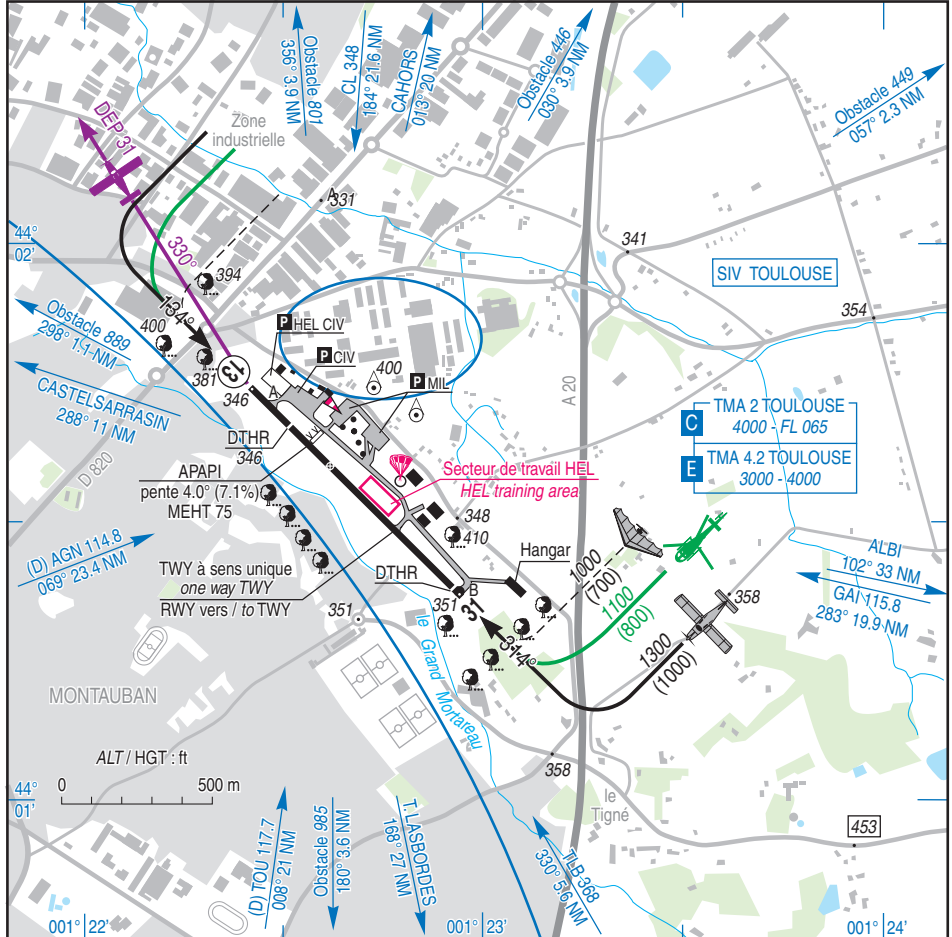 Obstacle 801
356° 3.9 NM
CL 348
184° 21.6 NM
CAHORS
013° 20 NM
Obstacle 446
030° 3.9 NM
Obstacle 449
057° 2.3 NM
DEP 31
330°
Zône
industrielle
A
331
341
44°
02'
SIV TOULOUSE
394
354
134°
400
381
13
346
Obstacle 889
298° 1.1 NM
CASTELSARRASIN
288° 11 NM
P HEL CIV
P CIV
400
P MIL
A
A 20
C
TMA 2 TOULOUSE
4000 - FL 065
E
TMA 4.2 TOULOUSE
3000 - 4000
D 820
DTHR
346
APAPI
pente 4.0° (7.1%)
MEHT 75
Secteur de travail HEL
HEL training area
348
410
(D) AGN 114.8
069° 23.4 NM
TWY à sens unique
one way TWY
RWY vers / to TWY
DTHR
Hangar
B
351
31
314°
351
1000
(700)
1100
(800)
1300
(1000)
358
ALBI
102° 33 NM
GAI 115.8
283° 19.9 NM
le Grand Mortareau
MONTAUBAN
ALT / HGT : ft
0
500 m
358
44°
01'
le
Tigné
453
(D) TOU 117.7
008° 21 NM
Obstacle 985
180° 3.6 NM
T. LASBORDES
168° 27 NM
TLB 368
330° 5.6 NM
001° 22'
001° 23'
001° 24'